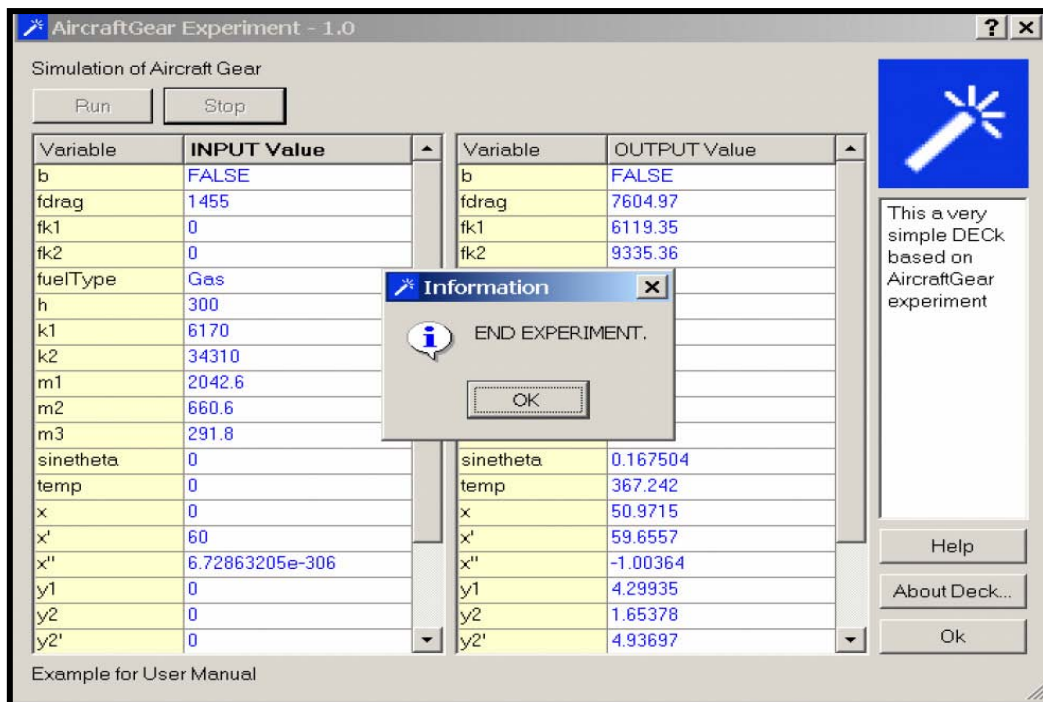 AircraftGear Experiment - 1.0
Simulation of Aircraft Gear
Run Stop
Variable INPUT Value
b FALSE
fdrag 1455
fk1 0
fk2 0
fuelType Gas
h 300
k1 6170
k2 34310
m1 2042.6
m2 660.6
m3 291.8
sinetheta 0
temp 0
x 0
x' 60
x" 6.72863205e-306
y1 0
y2 0
y2' 0
Variable OUTPUT Value
b FALSE
fdrag 7604.97
fk1 6119.35
fk2 9335.36
sinetheta 0.167504
temp 367.242
x 50.9715
x' 59.6557
x" -1.00364
y1 4.29935
y2 1.65378
y2' 4.93697
Information
END EXPERIMENT.
OK
This a very
simple DECk
based on
AircraftGear
experiment
Help
About Deck...
Ok
Example for User Manual